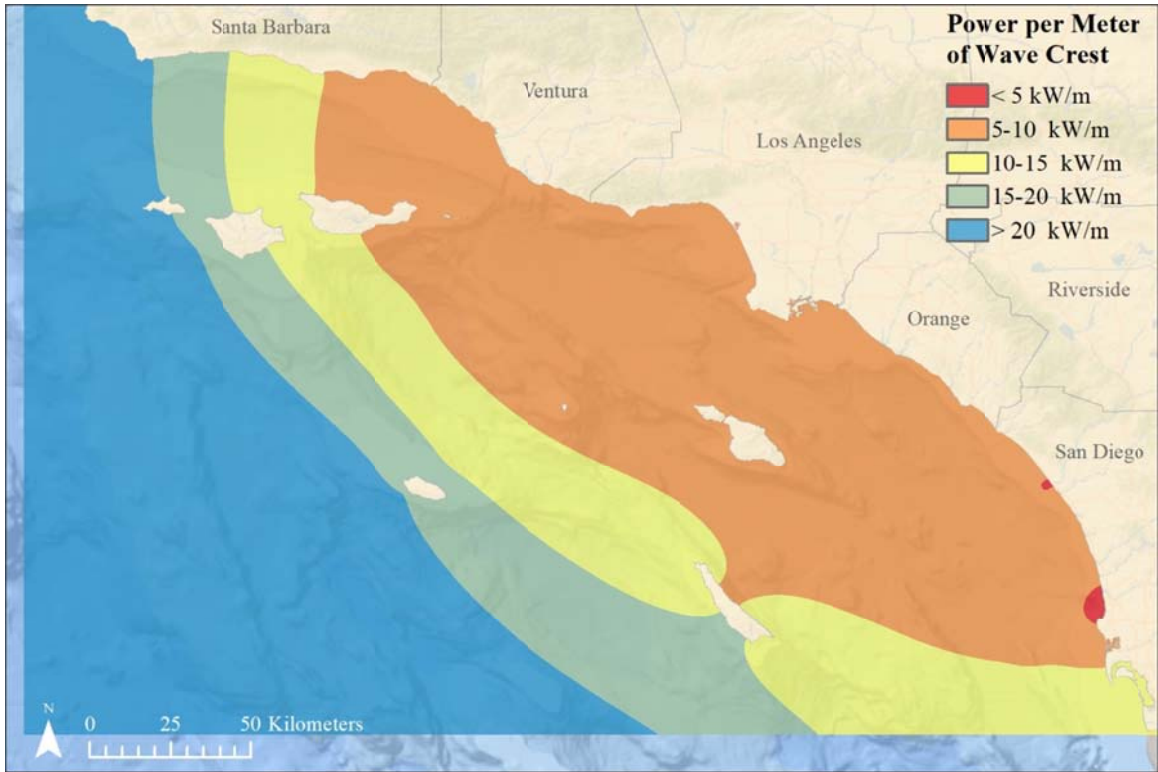 Santa Barbara
Ventura
Los Angeles
Orange
Riverside
San Diego
Power per Meter
of Wave Crest
< 5 kW/m
5-10 kW/m
10-15 kW/m
15-20 kW/m
> 20 kW/m
N
0 25 50 Kilometers